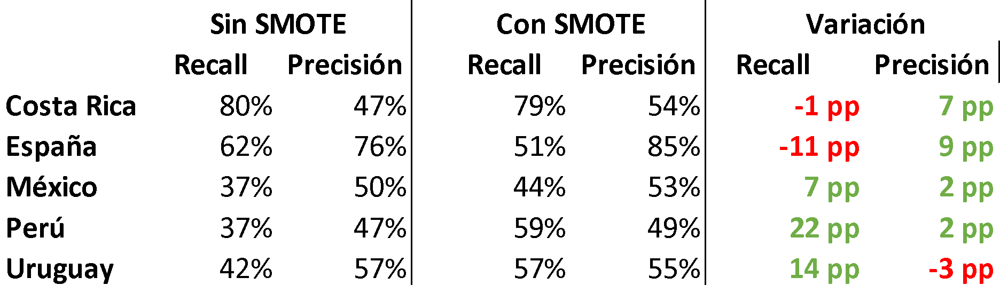 Sin SMOTE Con SMOTE Variación
Recall Precisión Recall Precisión Recall Precisión
Costa Rica 80% 47% 79% 54% -1 pp 7 pp
España 62% 76% 51% 85% -11 pp 9 pp
México 37% 50% 44% 53% 7 pp 2 pp
Perú 37% 47% 59% 49% 22 pp 2 pp
Uruguay 42% 57% 57% 55% 14 pp -3 pp